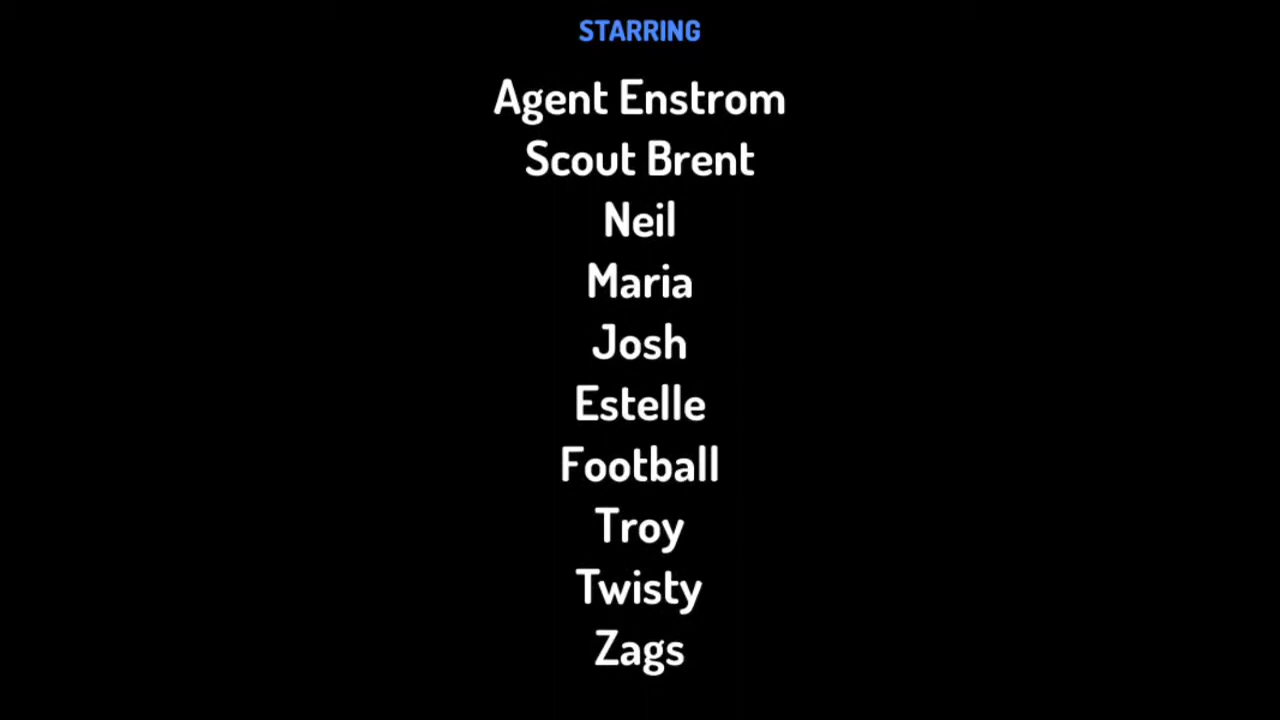 STARRING
Agent Enstrom
Scout Brent
Neil
Maria
Josh
Estelle
Football
Troy
Twisty
Zags